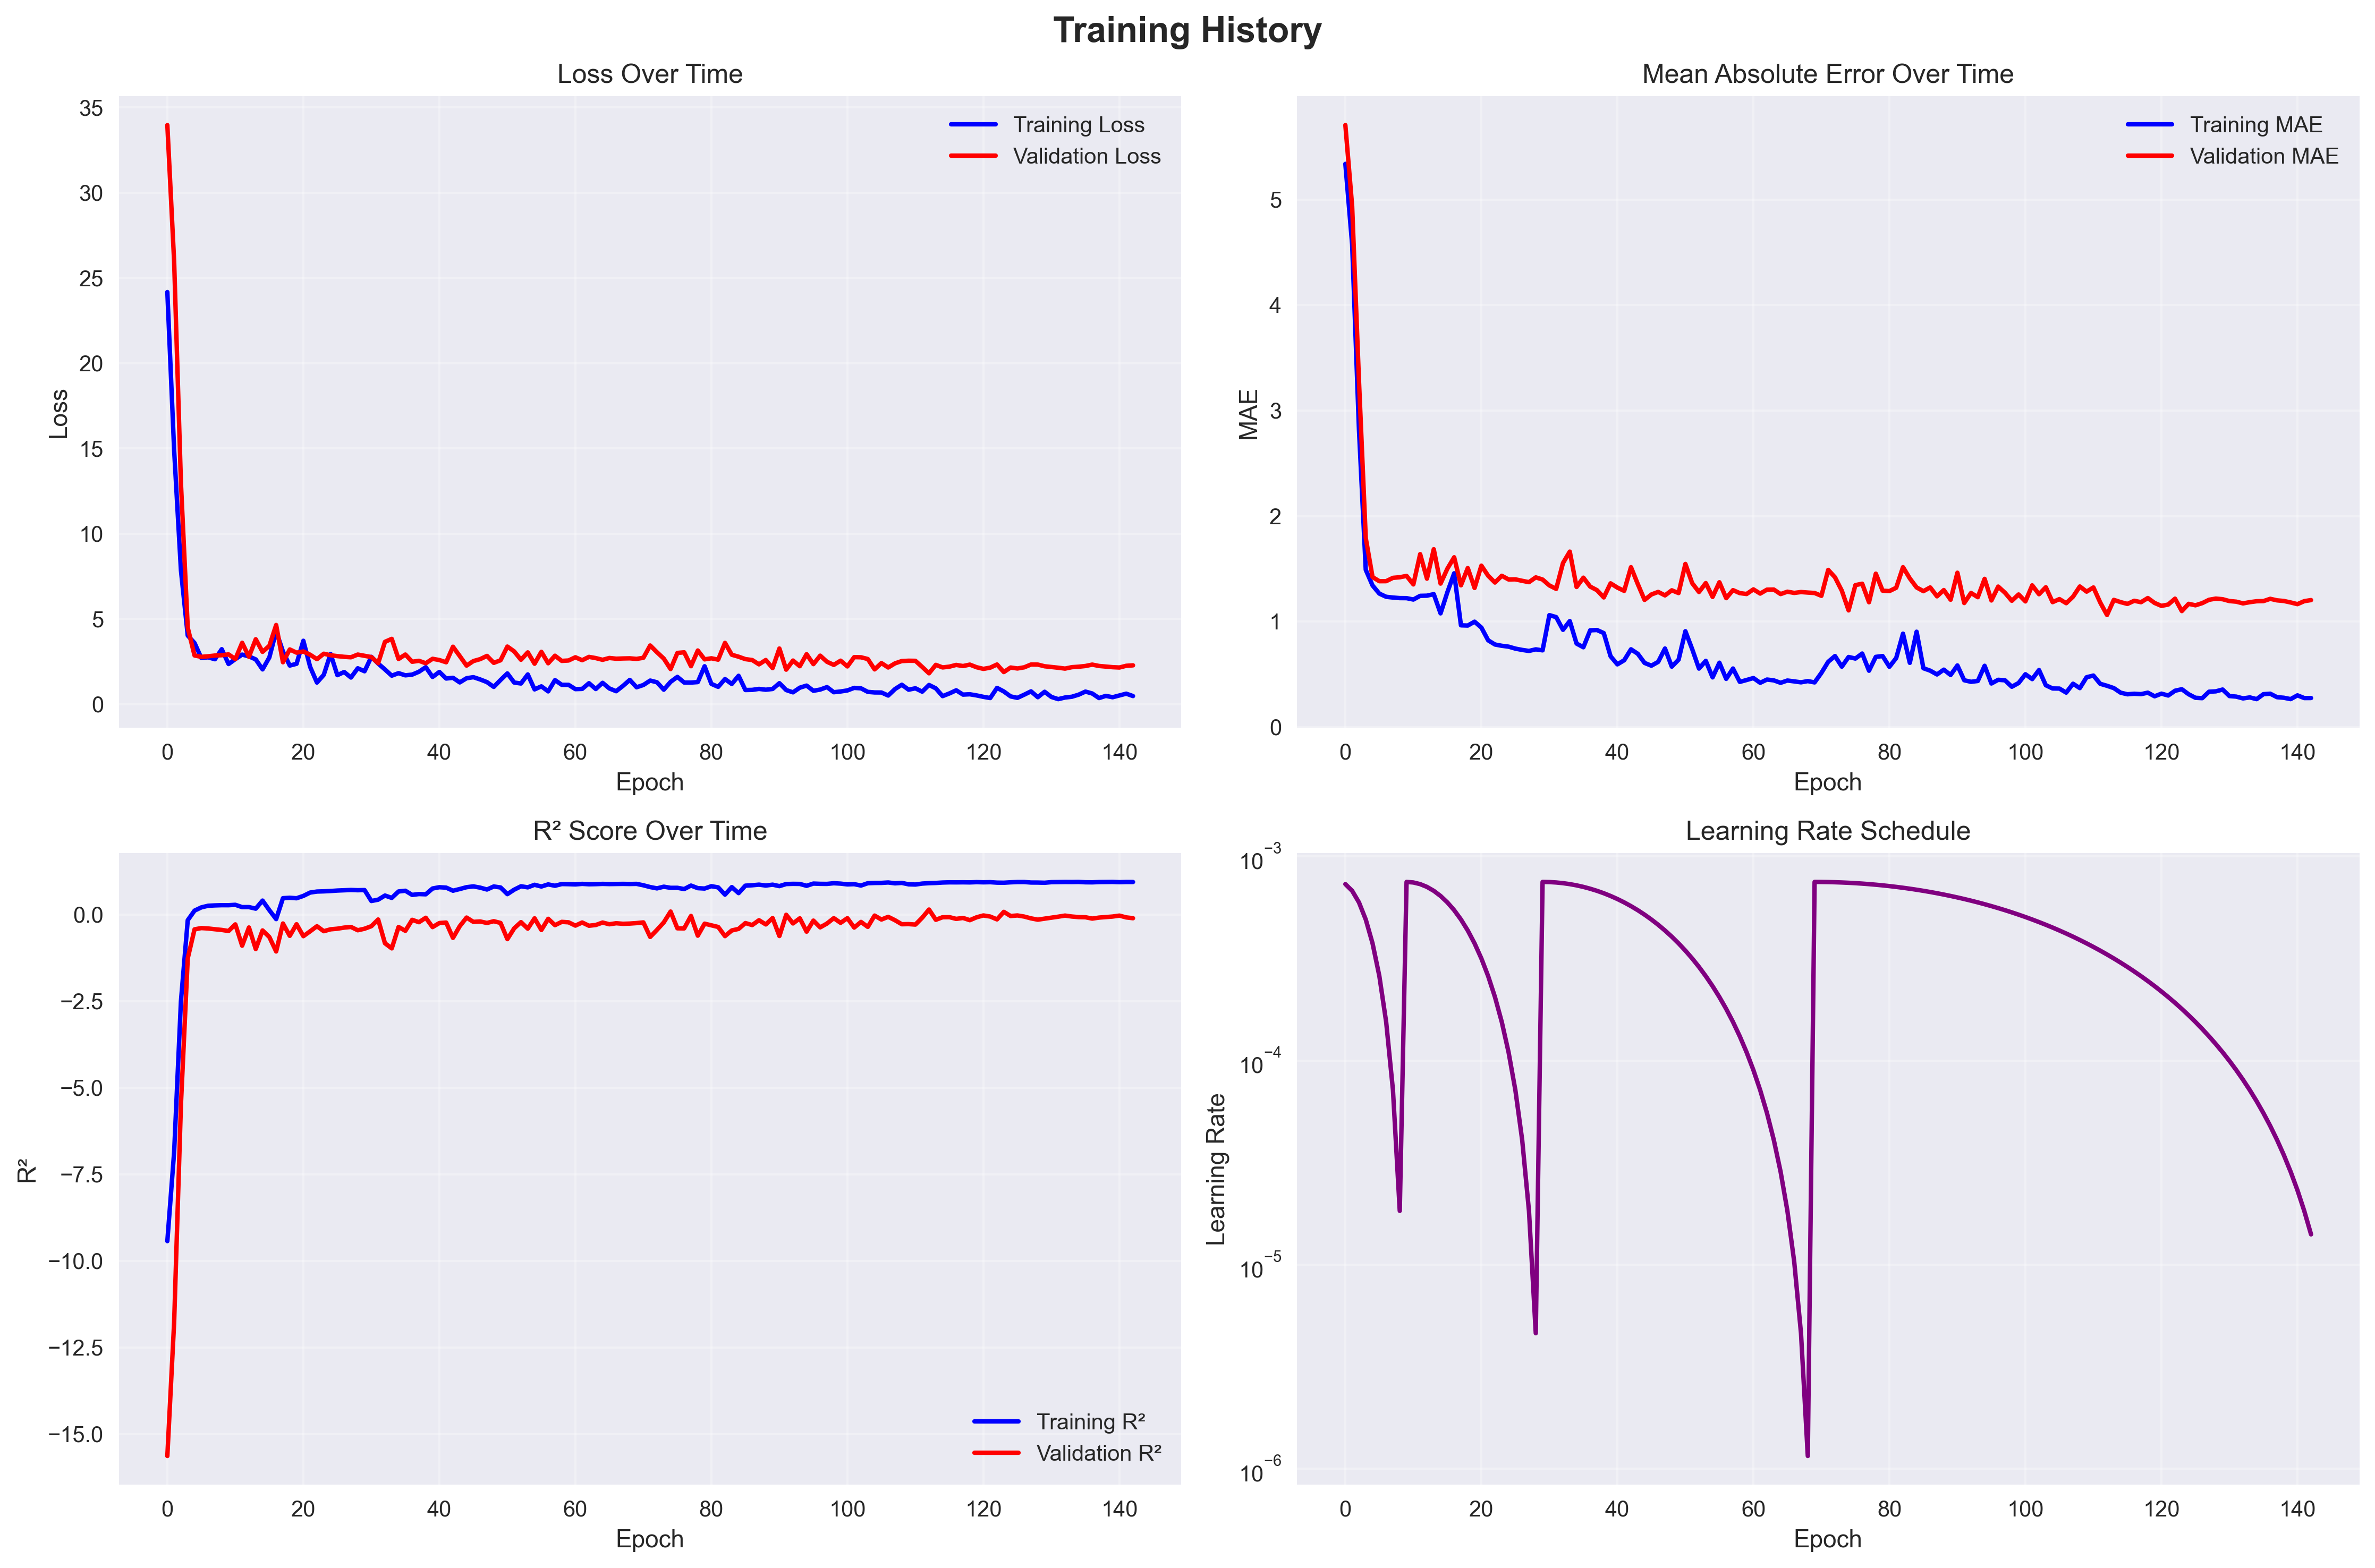 Training History
Loss Over Time
35
30
25
20
15
10
5
0
Loss
Training Loss
Validation Loss
0 20 40 60 80 100 120 140
Epoch
Mean Absolute Error Over Time
5
4
3
2
1
0
MAE
Training MAE
Validation MAE
0 20 40 60 80 100 120 140
Epoch
R² Score Over Time
0.0
−2.5
−5.0
−7.5
−10.0
−12.5
−15.0
R²
Training R²
Validation R²
0 20 40 60 80 100 120 140
Epoch
Learning Rate Schedule
10⁻³
10⁻⁴
10⁻⁵
10⁻⁶
Learning Rate
0 20 40 60 80 100 120 140
Epoch